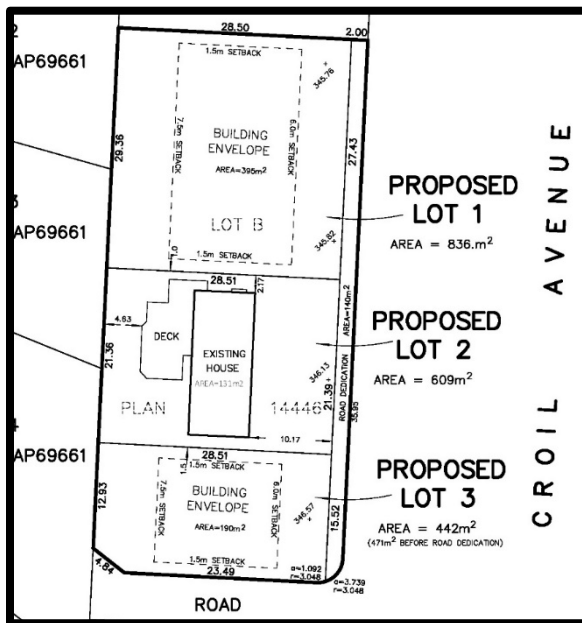 28.50
2.00
2
AP69661
1.5m SETBACK
345.76
7.5m SETBACK
6.0m SETBACK
29.36
27.43
BUILDING
ENVELOPE
AREA=395m²
LOT B
PROPOSED
LOT 1
AREA = 836.m²
3
AP69661
345.82
1.5m SETBACK
1.0
28.51
2.17
AREA=140m²
ROAD DEDICATION
4.63
DECK
EXISTING
HOUSE
AREA=131m²
21.36
346.13
21.39
35.95
PROPOSED
LOT 2
AREA = 609m²
PLAN
14446
10.17
4
AP69661
28.51
1.5
1.5m SETBACK
7.5m SETBACK
6.0m SETBACK
BUILDING
ENVELOPE
AREA=190m²
346.57
12.93
15.52
PROPOSED
LOT 3
AREA = 442m²
(471m² BEFORE ROAD DEDICATION)
1.5m SETBACK
4.84
23.49
a=1.092
r=3.048
a=3.739
r=3.048
ROAD
CROIL AVENUE